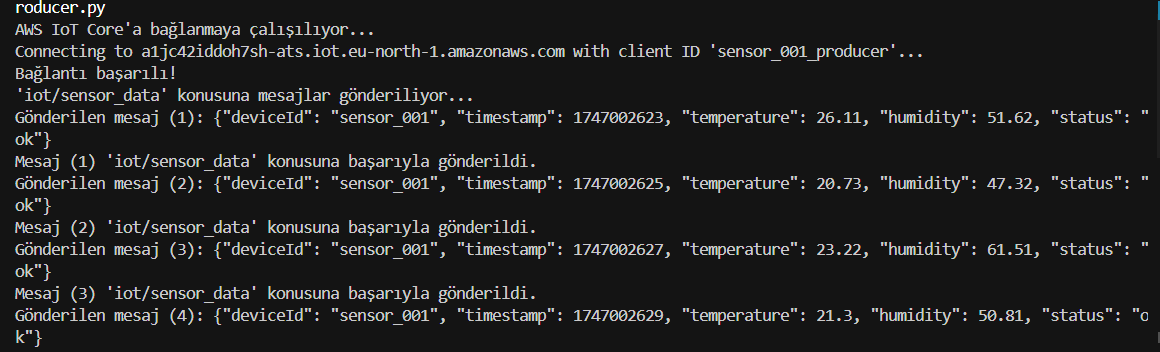 roducer.py
AWS IoT Core'a bağlanmaya çalışılıyor...
Connecting to a1jc42iddoh7sh-ats.iot.eu-north-1.amazonaws.com with client ID 'sensor_001_producer'...
Bağlantı başarılı!
'iot/sensor_data' konusuna mesajlar gönderiliyor...
Gönderilen mesaj (1): {"deviceId": "sensor_001", "timestamp": 1747002623, "temperature": 26.11, "humidity": 51.62, "status": "
ok"}
Mesaj (1) 'iot/sensor_data' konusuna başarıyla gönderildi.
Gönderilen mesaj (2): {"deviceId": "sensor_001", "timestamp": 1747002625, "temperature": 20.73, "humidity": 47.32, "status": "
ok"}
Mesaj (2) 'iot/sensor_data' konusuna başarıyla gönderildi.
Gönderilen mesaj (3): {"deviceId": "sensor_001", "timestamp": 1747002627, "temperature": 23.22, "humidity": 61.51, "status": "
ok"}
Mesaj (3) 'iot/sensor_data' konusuna başarıyla gönderildi.
Gönderilen mesaj (4): {"deviceId": "sensor_001", "timestamp": 1747002629, "temperature": 21.3, "humidity": 50.81, "status": "o
k"}